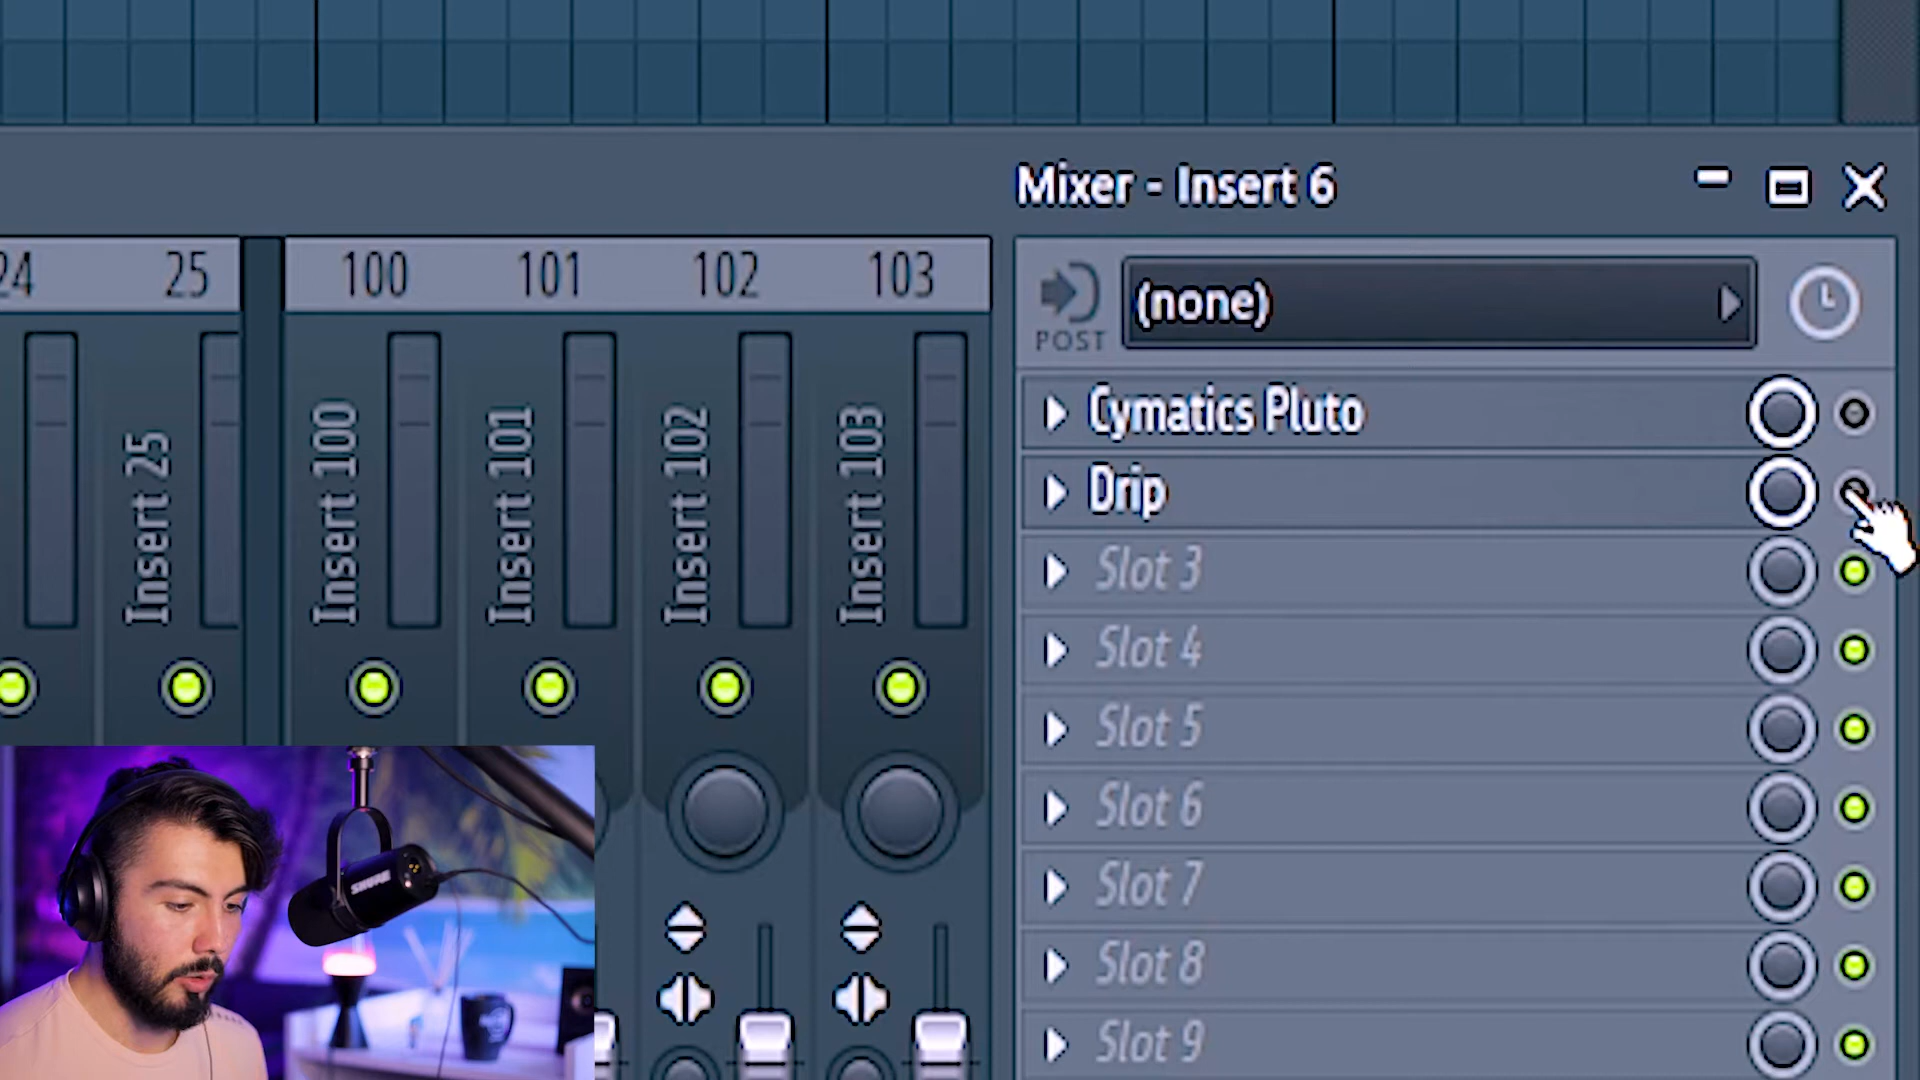 Mixer - Insert 6
24
25
100
101
102
103
POST
(none)
Insert 25
Insert 100
Insert 101
Insert 102
Insert 103
Cymatics Pluto
Drip
Slot 3
Slot 4
Slot 5
Slot 6
Slot 7
Slot 8
Slot 9
SHURE